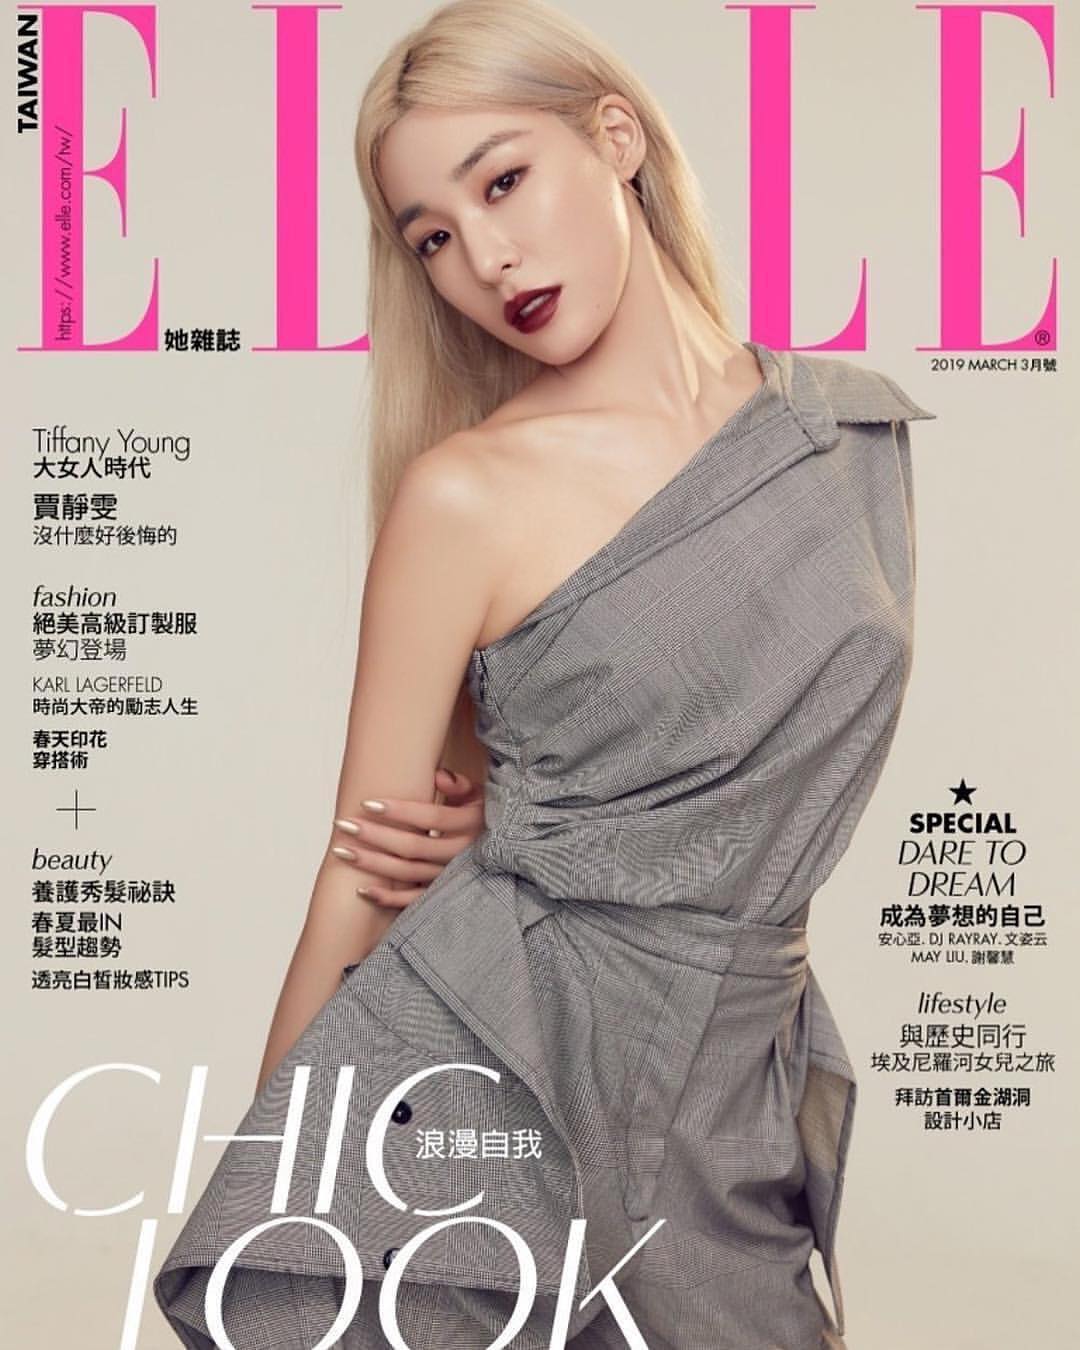 TAIWAN
ELLE
https://www.elle.com/tw/
她雜誌
®
2019 MARCH 3月號
Tiffany Young
大女人時代
賈靜雯
沒什麼好後悔的
fashion
絕美高級訂製服
夢幻登場
KARL LAGERFELD
時尚大帝的勵志人生
春天印花
穿搭術
+
beauty
養護秀髮祕訣
春夏最IN
髮型趨勢
透亮白皙妝感TIPS
★
SPECIAL
DARE TO
DREAM
成為夢想的自己
安心亞. DJ RAYRAY. 文姿云
MAY LIU. 謝馨慧
lifestyle
與歷史同行
埃及尼羅河女兒之旅
拜訪首爾金湖洞
設計小店
CHIC
浪漫自我
LOOK